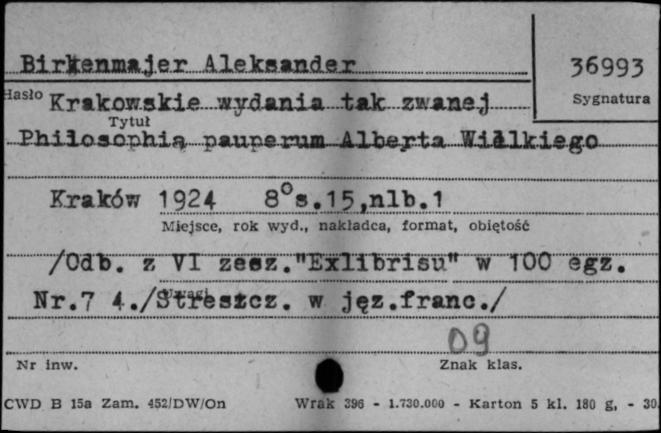 Birkenmajer Aleksander
36993
Hasło Krakowskie wydania tak zwanej
Sygnatura
Tytuł
Philosophia pauperum Alberta Wielkiego
Kraków 1924 8° s.15,nlb.1
Miejsce, rok wyd., nakładca, format, objętość
/Odb. z VI zesz."Exlibrisu" w 100 egz.
Uwagi
Nr.7 4./Streszcz. w jęz.franc./
09
Nr inw.
Znak klas.
CWD B 15a Zam. 452/DW/On Wrak 396 - 1.730.000 - Karton 5 kl. 180 g, - 30